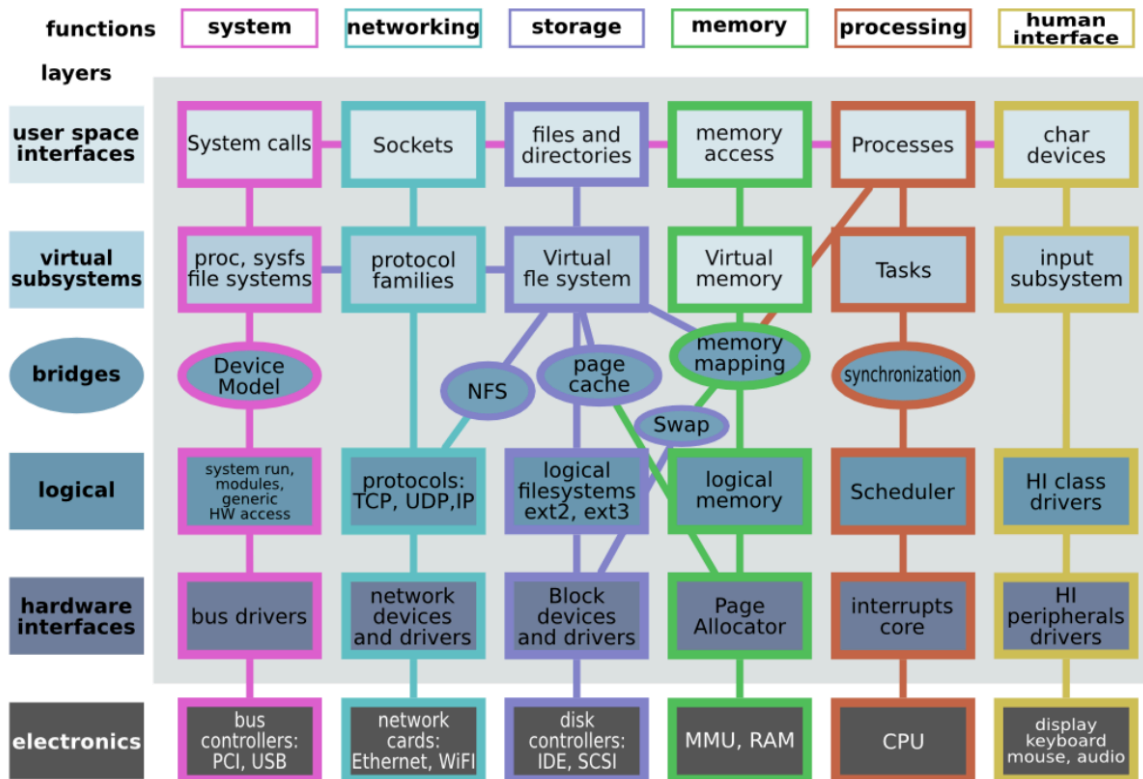 functions
system
networking
storage
memory
processing
human
interface
layers
user space
interfaces
System calls
Sockets
files and
directories
memory
access
Processes
char
devices
virtual
subsystems
proc, sysfs
file systems
protocol
families
Virtual
fle system
Virtual
memory
Tasks
input
subsystem
bridges
Device
Model
NFS
page
cache
memory
mapping
synchronization
Swap
logical
system run,
modules,
generic
HW access
protocols:
TCP, UDP,IP
logical
filesystems
ext2, ext3
logical
memory
Scheduler
HI class
drivers
hardware
interfaces
bus drivers
network
devices
and drivers
Block
devices
and drivers
Page
Allocator
interrupts
core
HI
peripherals
drivers
electronics
bus
controllers:
PCI, USB
network
cards:
Ethernet, WiFI
disk
controllers:
IDE, SCSI
MMU, RAM
CPU
display
keyboard
mouse, audio